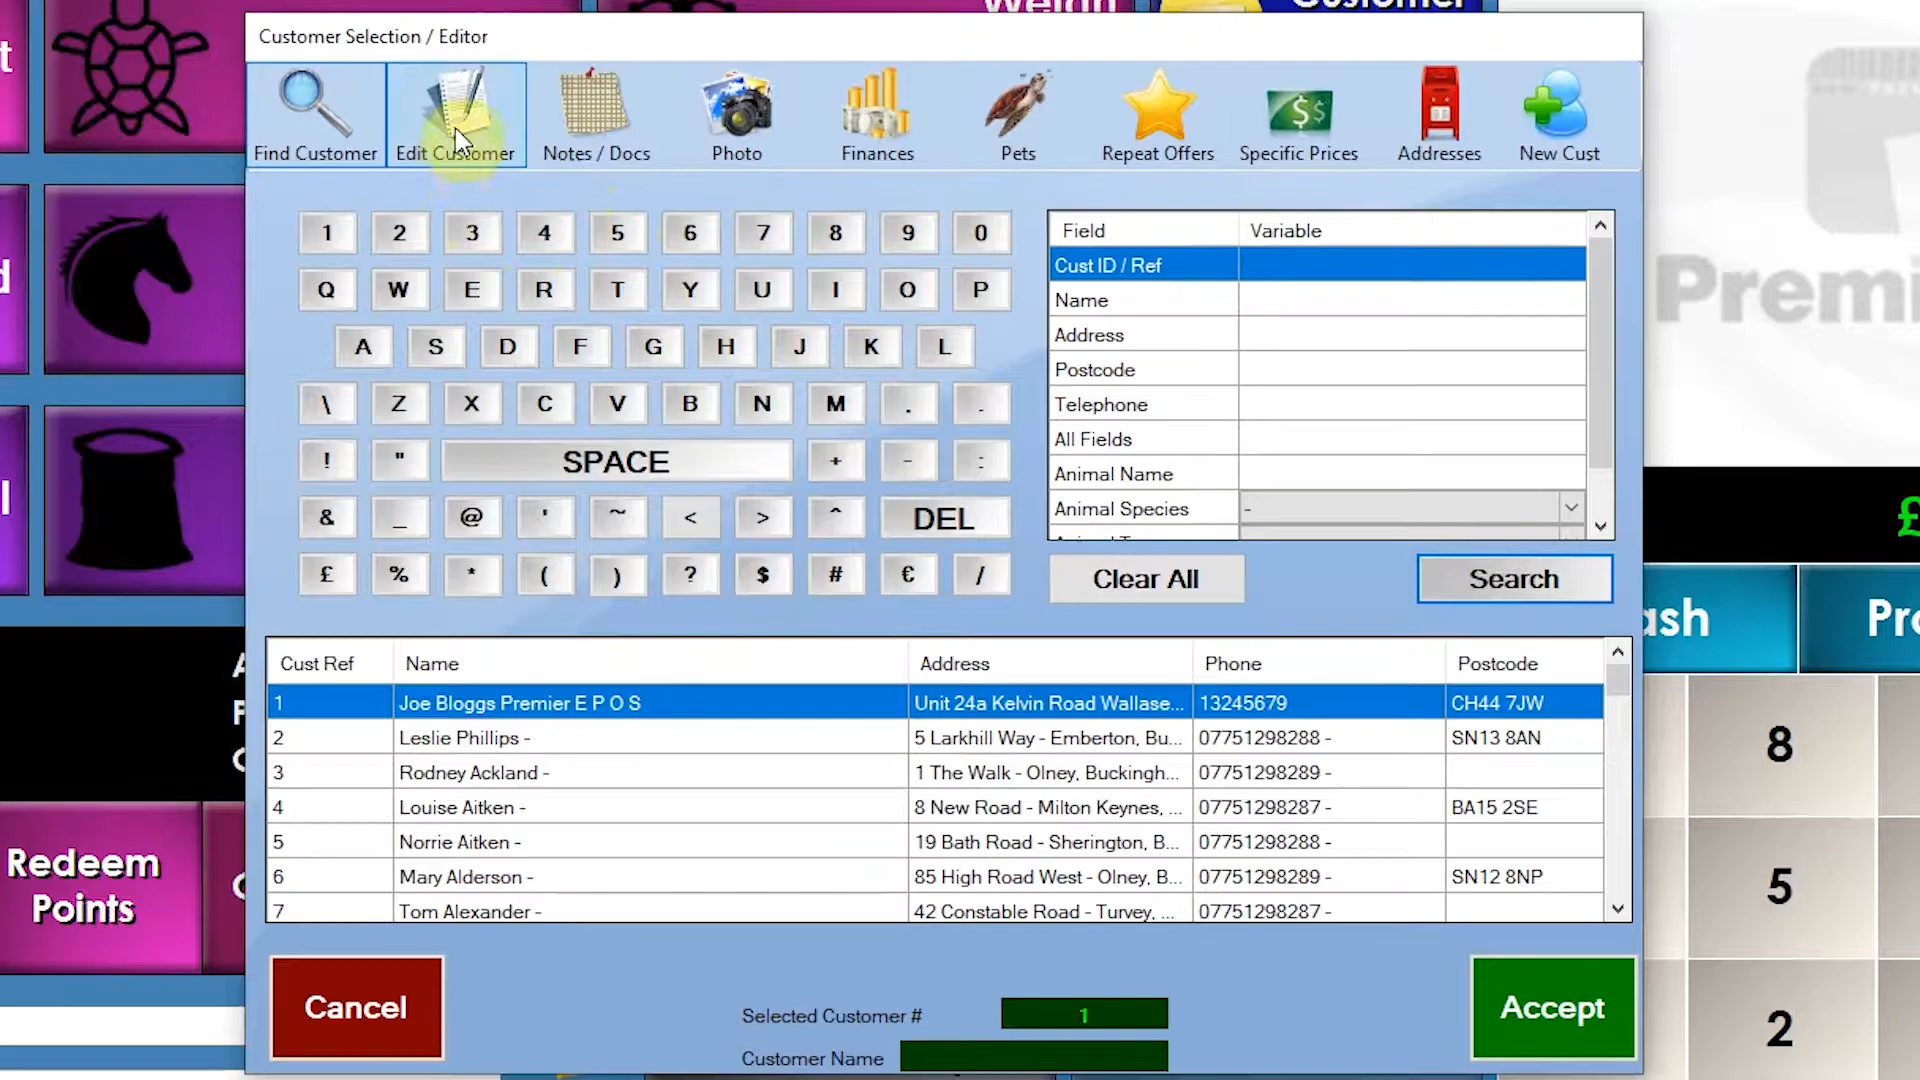 Weigh
Customer
Customer Selection / Editor
Find Customer
Edit Customer
Notes / Docs
Photo
Finances
Pets
Repeat Offers
Specific Prices
Addresses
New Cust
1 2 3 4 5 6 7 8 9 0
Q W E R T Y U I O P
A S D F G H J K L
\ Z X C V B N M . .
! " SPACE + - :
& _ @ ' ~ < > ^ DEL
£ % * ( ) ? $ # € /
Field Variable
Cust ID / Ref
Name
Address
Postcode
Telephone
All Fields
Animal Name
Animal Species -
Clear All
Search
Cust Ref Name Address Phone Postcode
1 Joe Bloggs Premier E P O S Unit 24a Kelvin Road Wallase... 13245679 CH44 7JW
2 Leslie Phillips - 5 Larkhill Way - Emberton, Bu... 07751298288 - SN13 8AN
3 Rodney Ackland - 1 The Walk - Olney, Buckingh... 07751298289 -
4 Louise Aitken - 8 New Road - Milton Keynes, ... 07751298287 - BA15 2SE
5 Norrie Aitken - 19 Bath Road - Sherington, B... 07751298288 -
6 Mary Alderson - 85 High Road West - Olney, B... 07751298289 - SN12 8NP
7 Tom Alexander - 42 Constable Road - Turvey, ... 07751298287 -
Cancel
Selected Customer # 1
Customer Name
Accept
Redeem
Points
Premi
£
ash
Pro
8
5
2